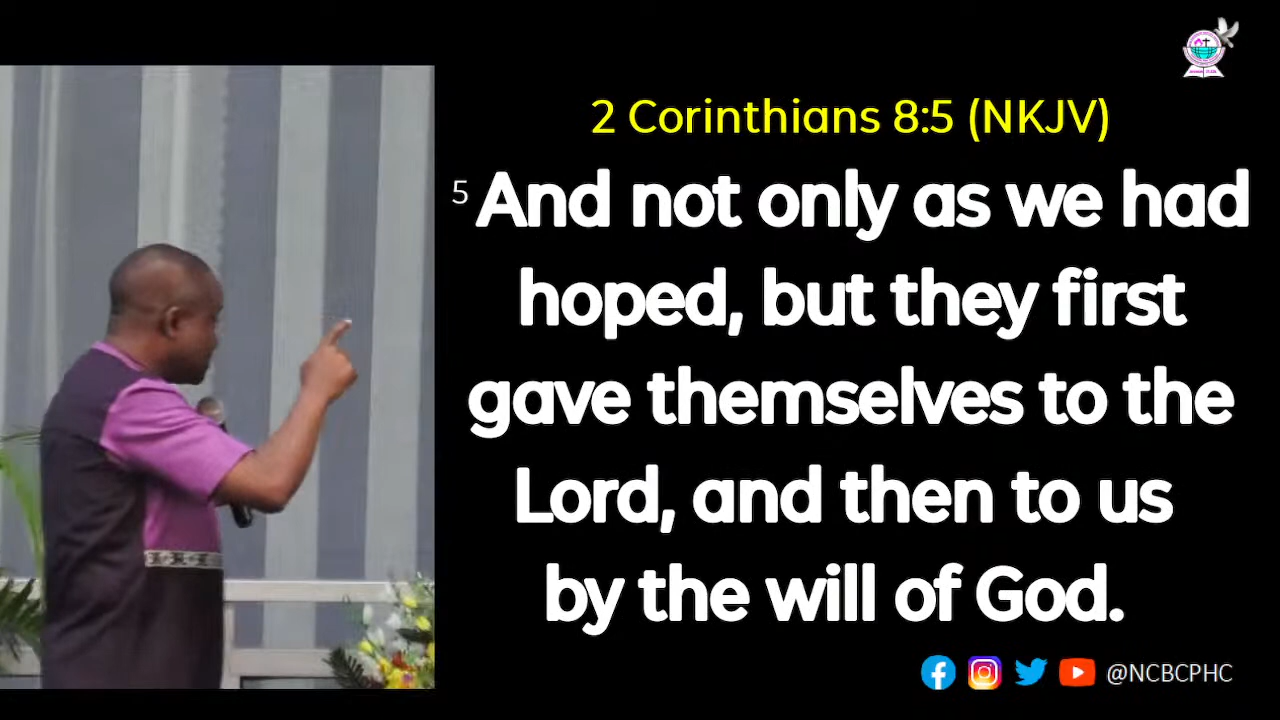 2 Corinthians 8:5 (NKJV)
5 And not only as we had
hoped, but they first
gave themselves to the
Lord, and then to us
by the will of God.
@NCBCPHC